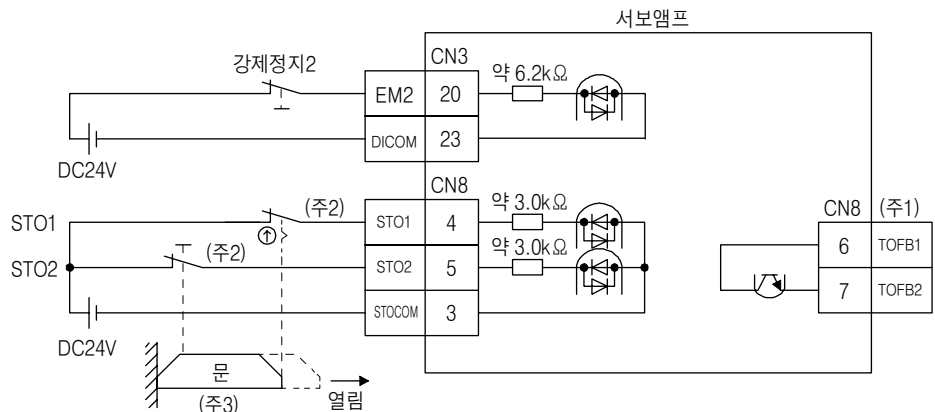 서보앰프
강제정지2
CN3
약 6.2kΩ
EM2 20
DICOM 23
DC24V
CN8
STO1 (주2) STO1 4 약 3.0kΩ
STO2 (주2) STO2 5 약 3.0kΩ
STOCOM 3
DC24V
CN8 (주1)
6 TOFB1
7 TOFB2
문
(주3)
열림